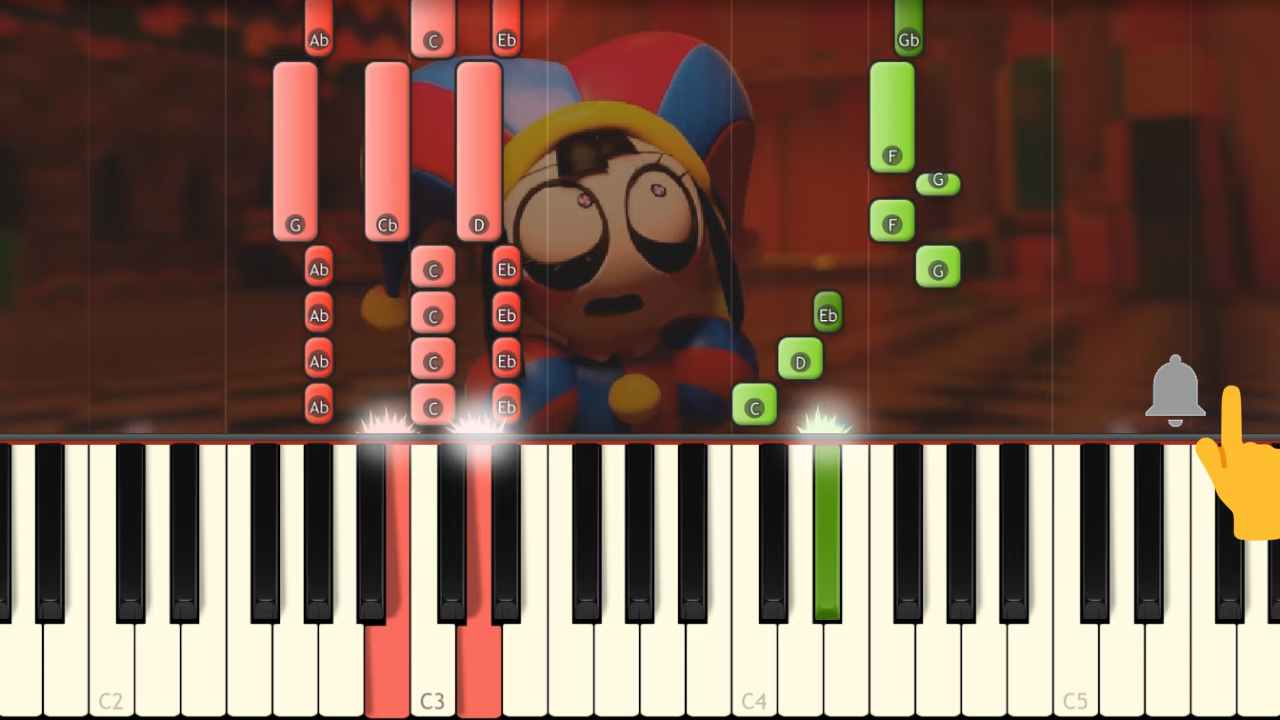 Ab C Eb Gb
F
G
G Cb D F
Ab C Eb G
Ab C Eb Eb
Ab C Eb D
Ab C Eb C
C2 C3 C4 C5